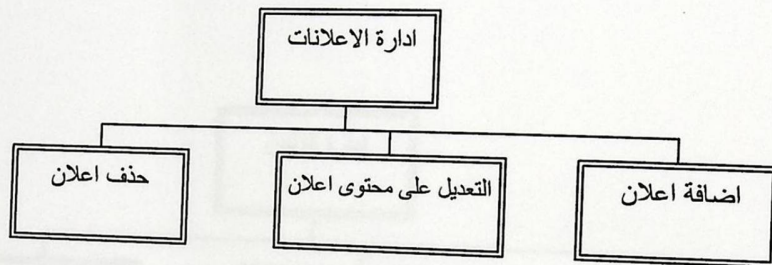 ادارة الاعلانات
اضافة اعلان
التعديل على محتوى اعلان
حذف اعلان